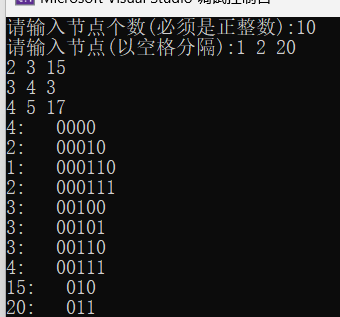 Microsoft Visual Studio 调试控制台
请输入节点个数(必须是正整数):10
请输入节点(以空格分隔):1 2 20
2 3 15
3 4 3
4 5 17
4:   0000
2:   00010
1:   000110
2:   000111
3:   00100
3:   00101
3:   00110
4:   00111
15:   010
20:   011